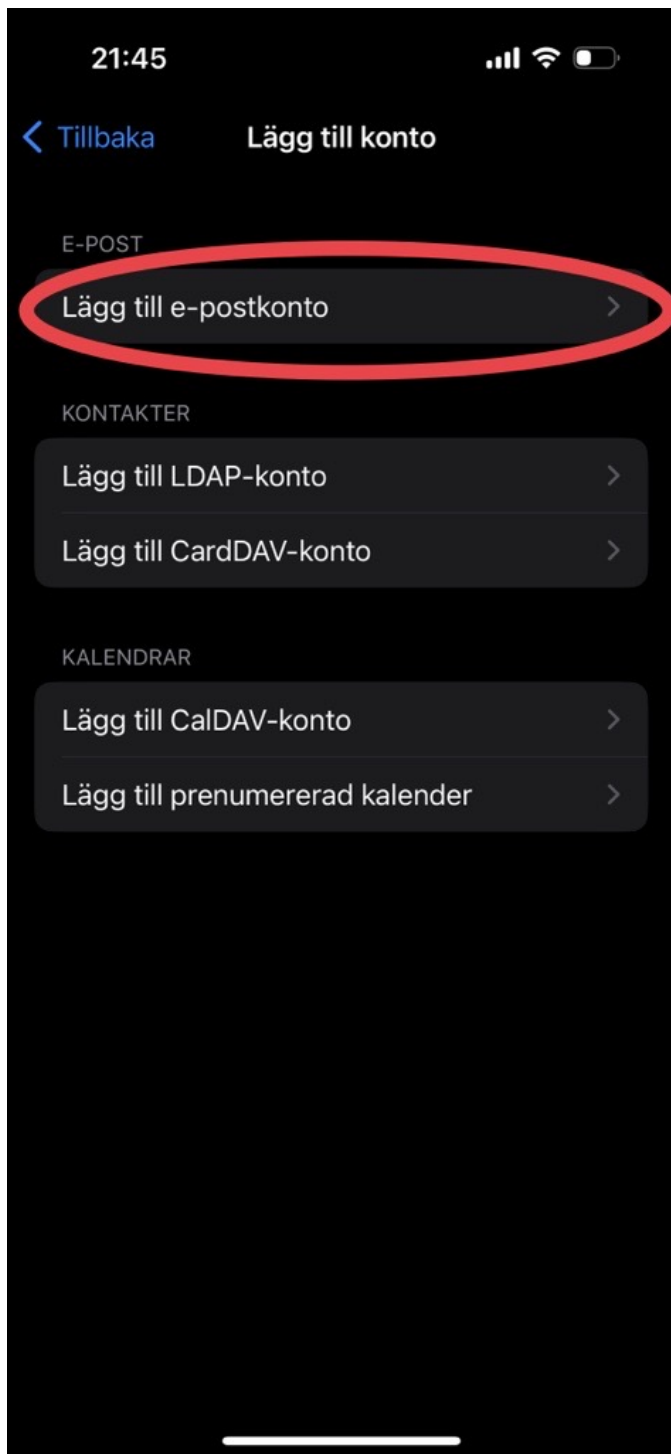 21:45
Tillbaka
Lägg till konto
E-POST
Lägg till e-postkonto
KONTAKTER
Lägg till LDAP-konto
Lägg till CardDAV-konto
KALENDRAR
Lägg till CalDAV-konto
Lägg till prenumererad kalender